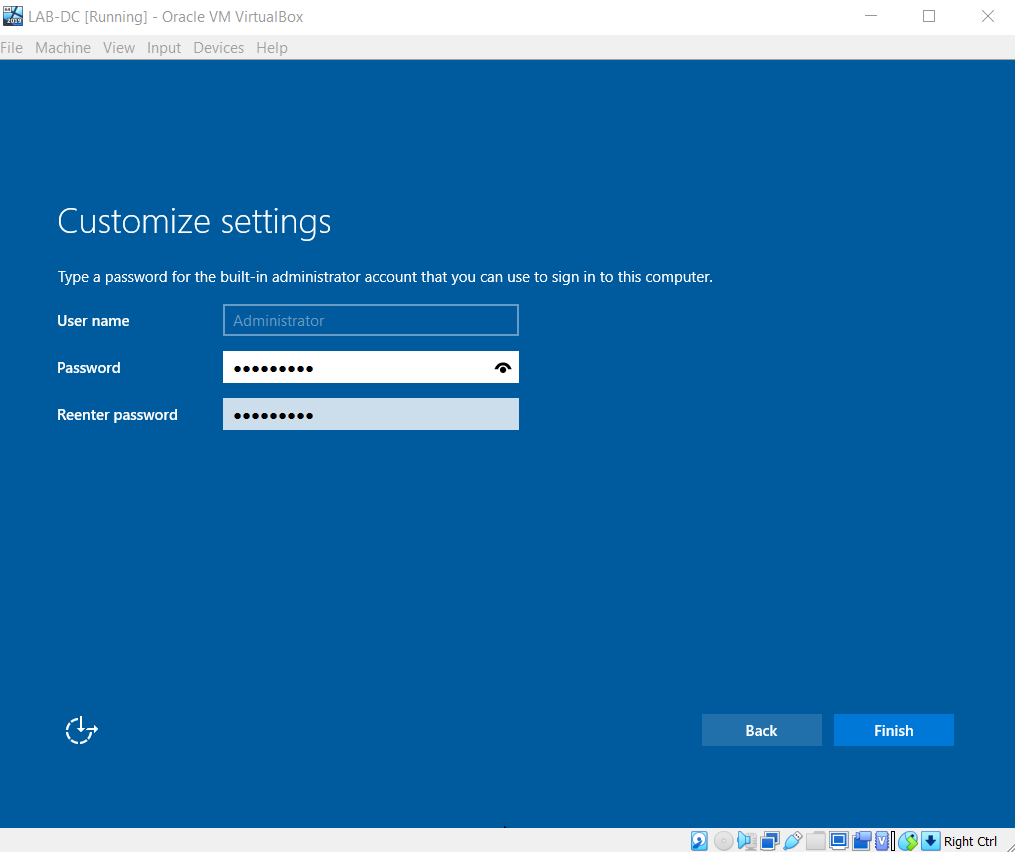 LAB-DC [Running] - Oracle VM VirtualBox
File Machine View Input Devices Help
Customize settings
Type a password for the built-in administrator account that you can use to sign in to this computer.
User name Administrator
Password ●●●●●●●●●
Reenter password ●●●●●●●●●
Back Finish
Right Ctrl